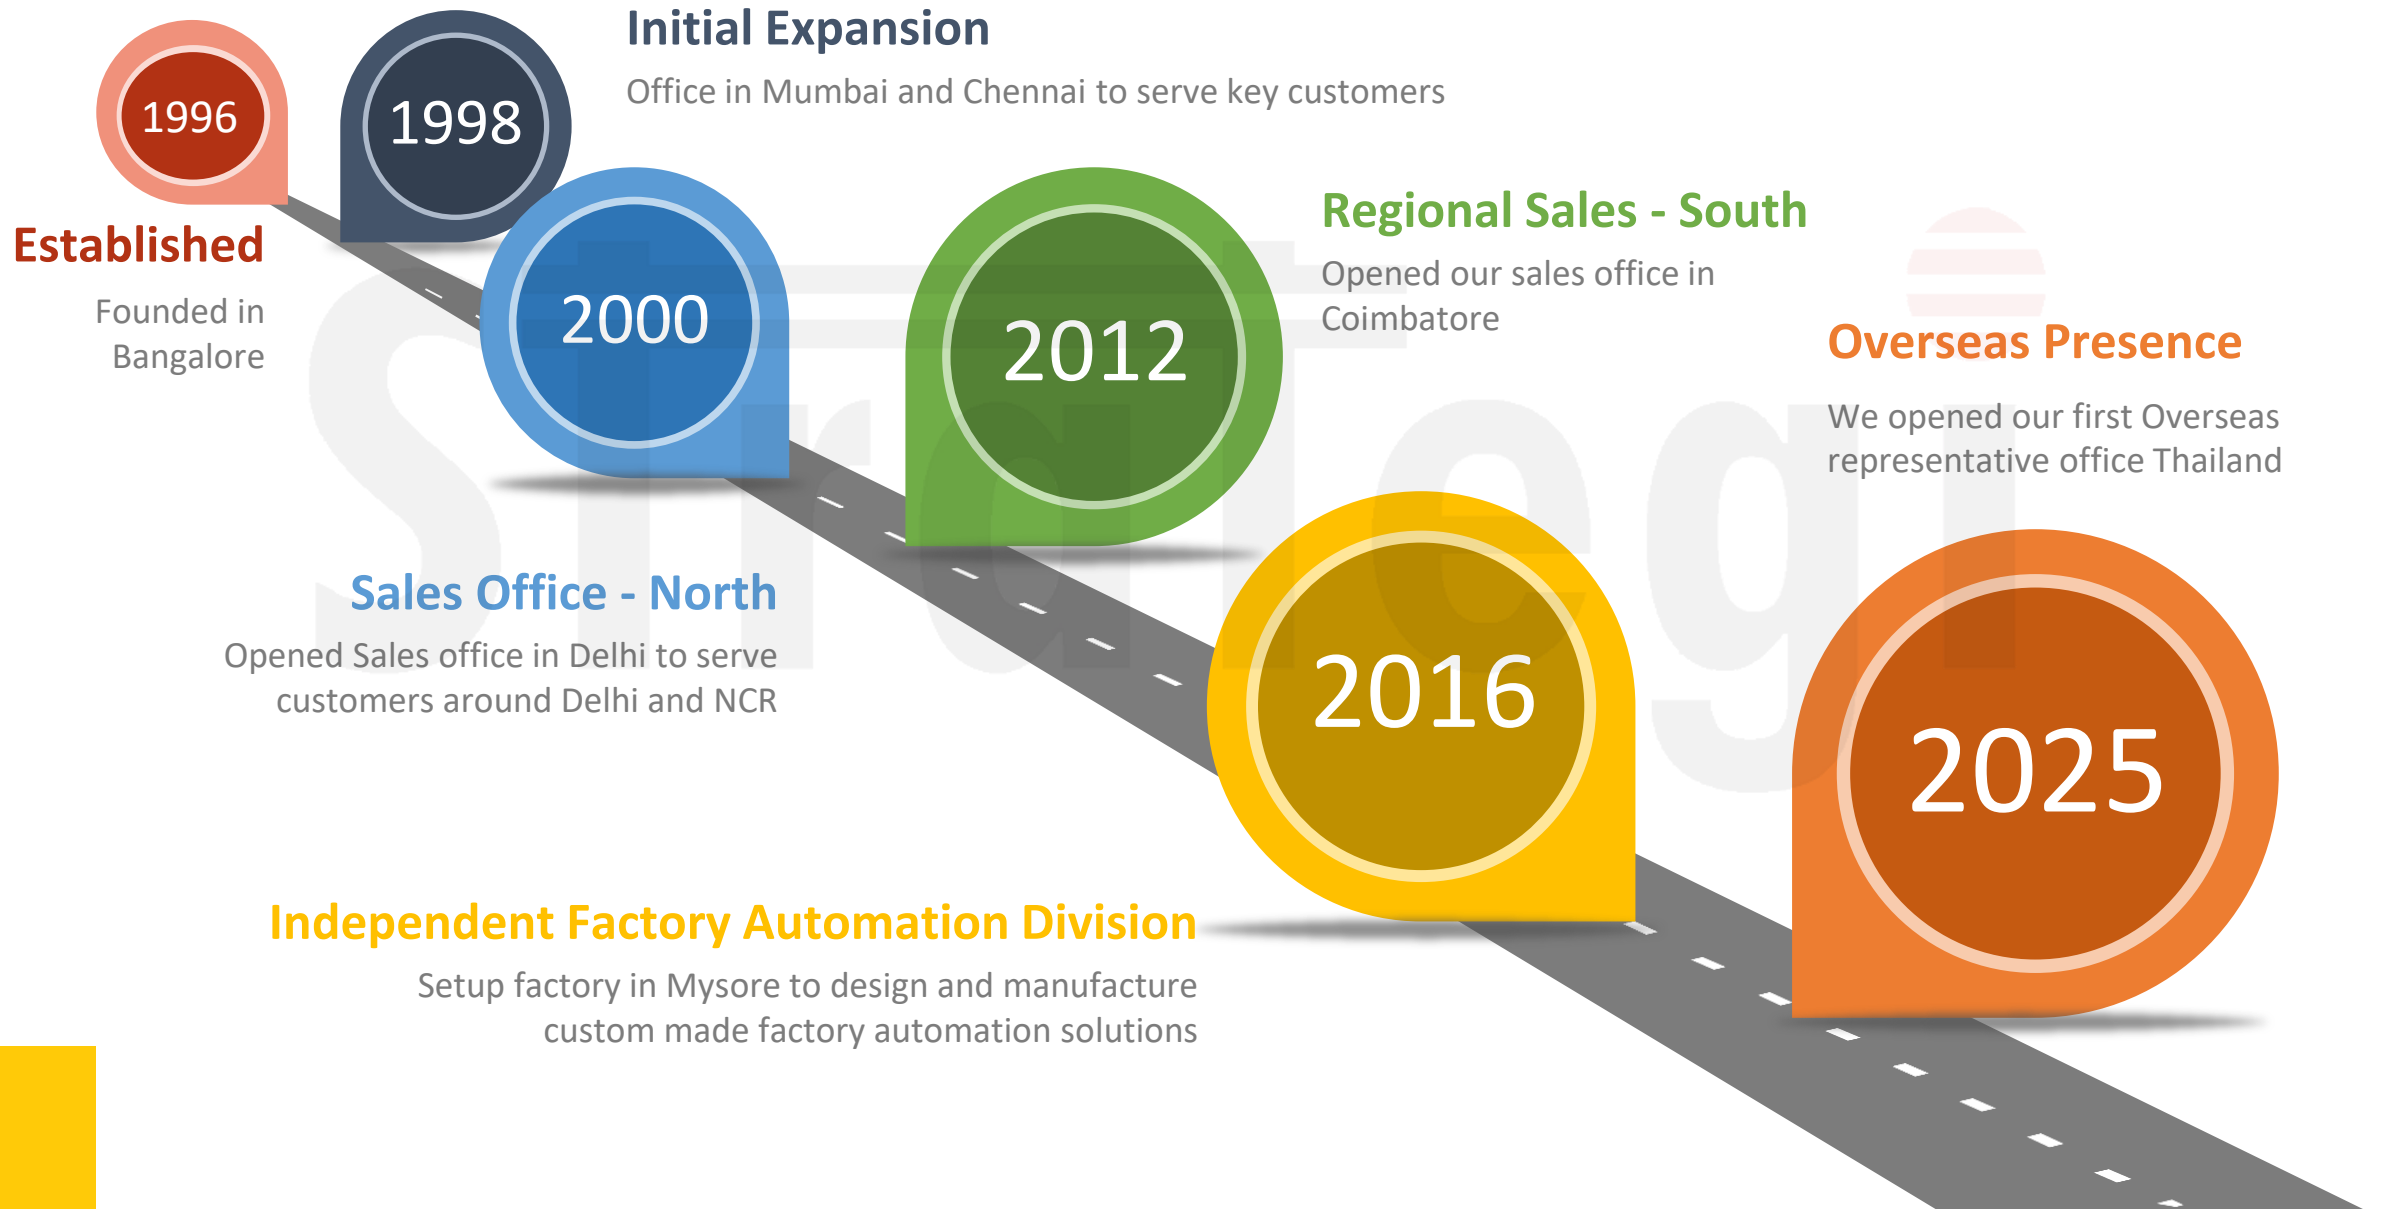 1996
Established
Founded in
Bangalore
1998
Initial Expansion
Office in Mumbai and Chennai to serve key customers
2000
Sales Office - North
Opened Sales office in Delhi to serve
customers around Delhi and NCR
2012
Regional Sales - South
Opened our sales office in
Coimbatore
2016
Independent Factory Automation Division
Setup factory in Mysore to design and manufacture
custom made factory automation solutions
2025
Overseas Presence
We opened our first Overseas
representative office Thailand
Strategi